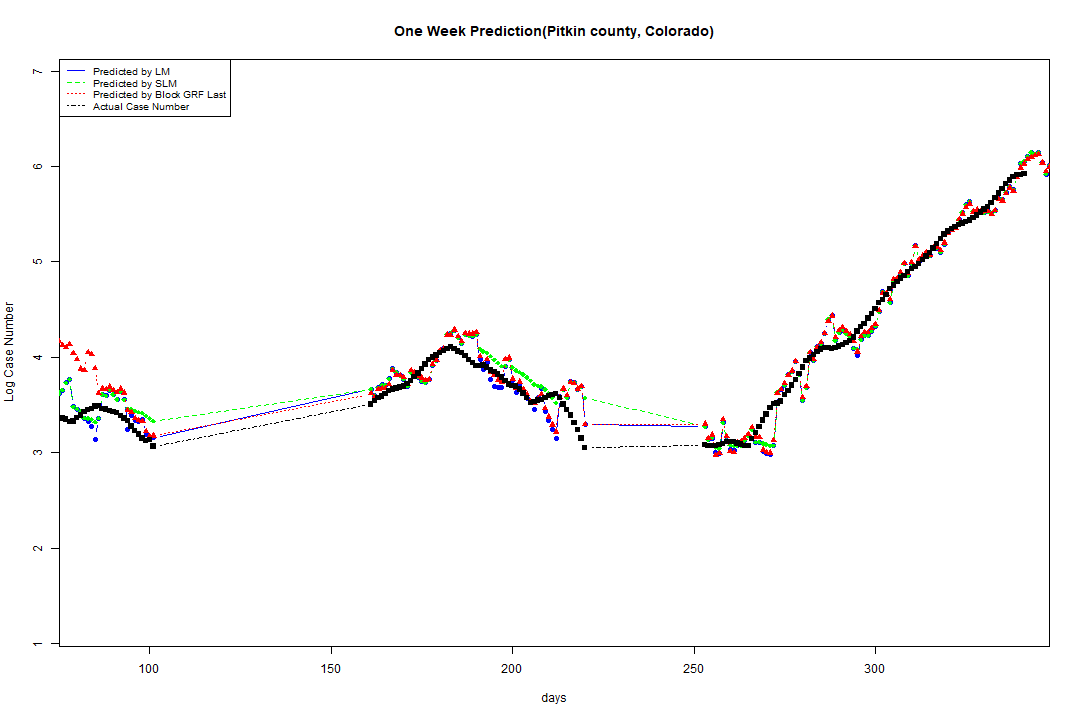 One Week Prediction(Pitkin county, Colorado)
Predicted by LM
Predicted by SLM
Predicted by Block GRF Last
Actual Case Number
7
6
5
4
3
2
1
Log Case Number
100
150
200
250
300
days